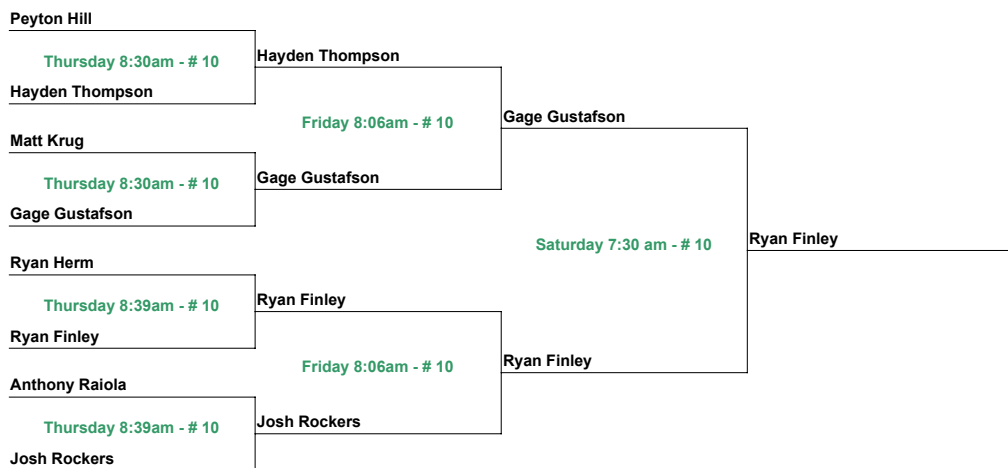 Peyton Hill
Thursday 8:30am - # 10
Hayden Thompson
Hayden Thompson
Friday 8:06am - # 10
Gage Gustafson
Matt Krug
Thursday 8:30am - # 10
Gage Gustafson
Gage Gustafson
Saturday 7:30 am - # 10
Ryan Finley
Ryan Herm
Thursday 8:39am - # 10
Ryan Finley
Ryan Finley
Friday 8:06am - # 10
Ryan Finley
Anthony Raiola
Thursday 8:39am - # 10
Josh Rockers
Josh Rockers